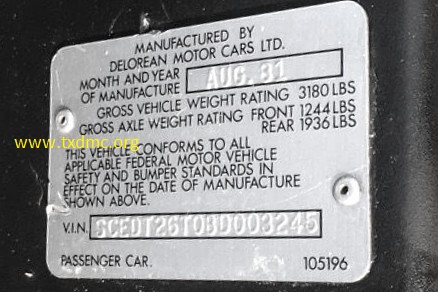 MANUFACTURED BY
DELOREAN MOTOR CARS LTD.
MONTH AND YEAR
OF MANUFACTURE AUG. 81
GROSS VEHICLE WEIGHT RATING 3180 LBS
GROSS AXLE WEIGHT RATING FRONT 1244 LBS
REAR 1936 LBS
www.txdmc.org
THIS VEHICLE CONFORMS TO ALL
APPLICABLE FEDERAL MOTOR VEHICLE
SAFETY AND BUMPER STANDARDS IN
EFFECT ON THE DATE OF MANUFACTURE
SHOWN ABOVE.
V.I.N. SCEDT26T0BD003245
PASSENGER CAR. 105196